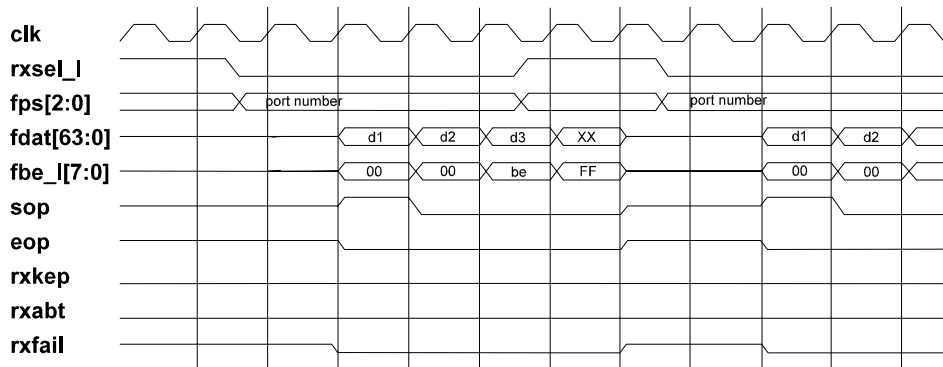 clk
rxsel_l
fps[2:0] port number port number
fdat[63:0] d1 d2 d3 XX d1 d2
fbe_l[7:0] 00 00 be FF 00 00
sop
eop
rxkep
rxabt
rxfail